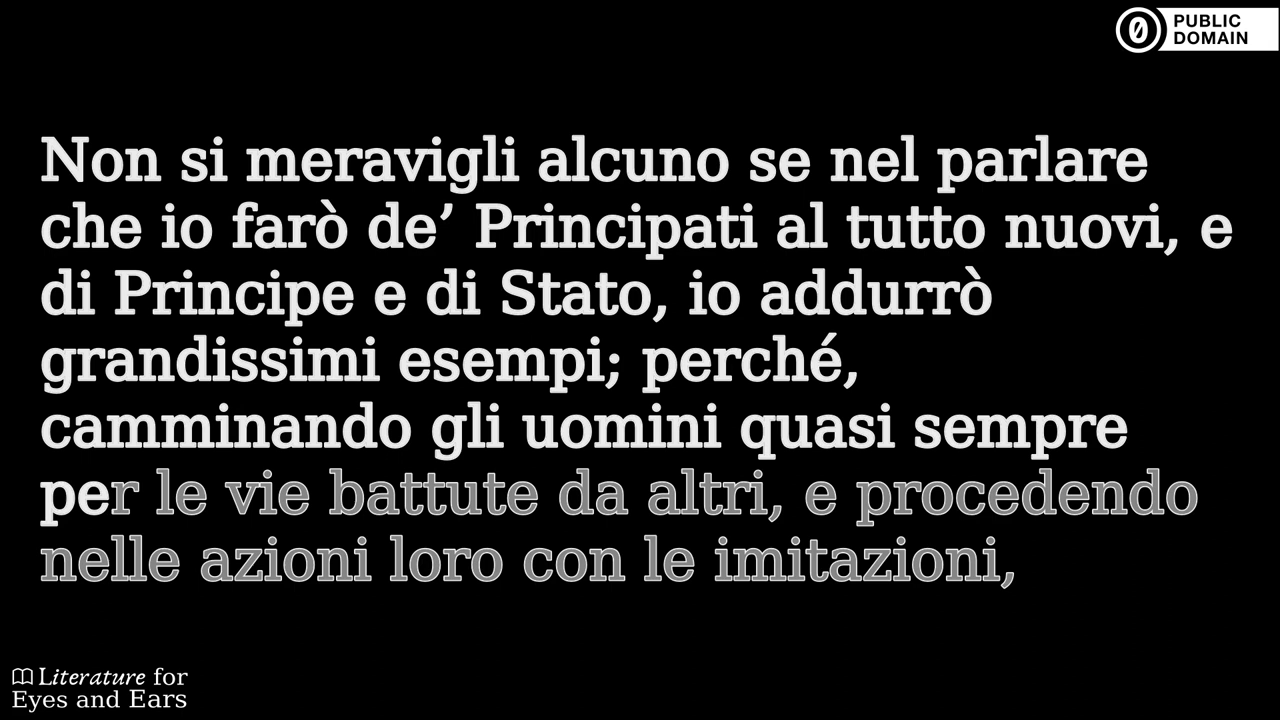 PUBLIC
DOMAIN
Non si meravigli alcuno se nel parlare
che io farò de’ Principati al tutto nuovi, e
di Principe e di Stato, io addurrò
grandissimi esempi; perché,
camminando gli uomini quasi sempre
per le vie battute da altri, e procedendo
nelle azioni loro con le imitazioni,
Literature for
Eyes and Ears